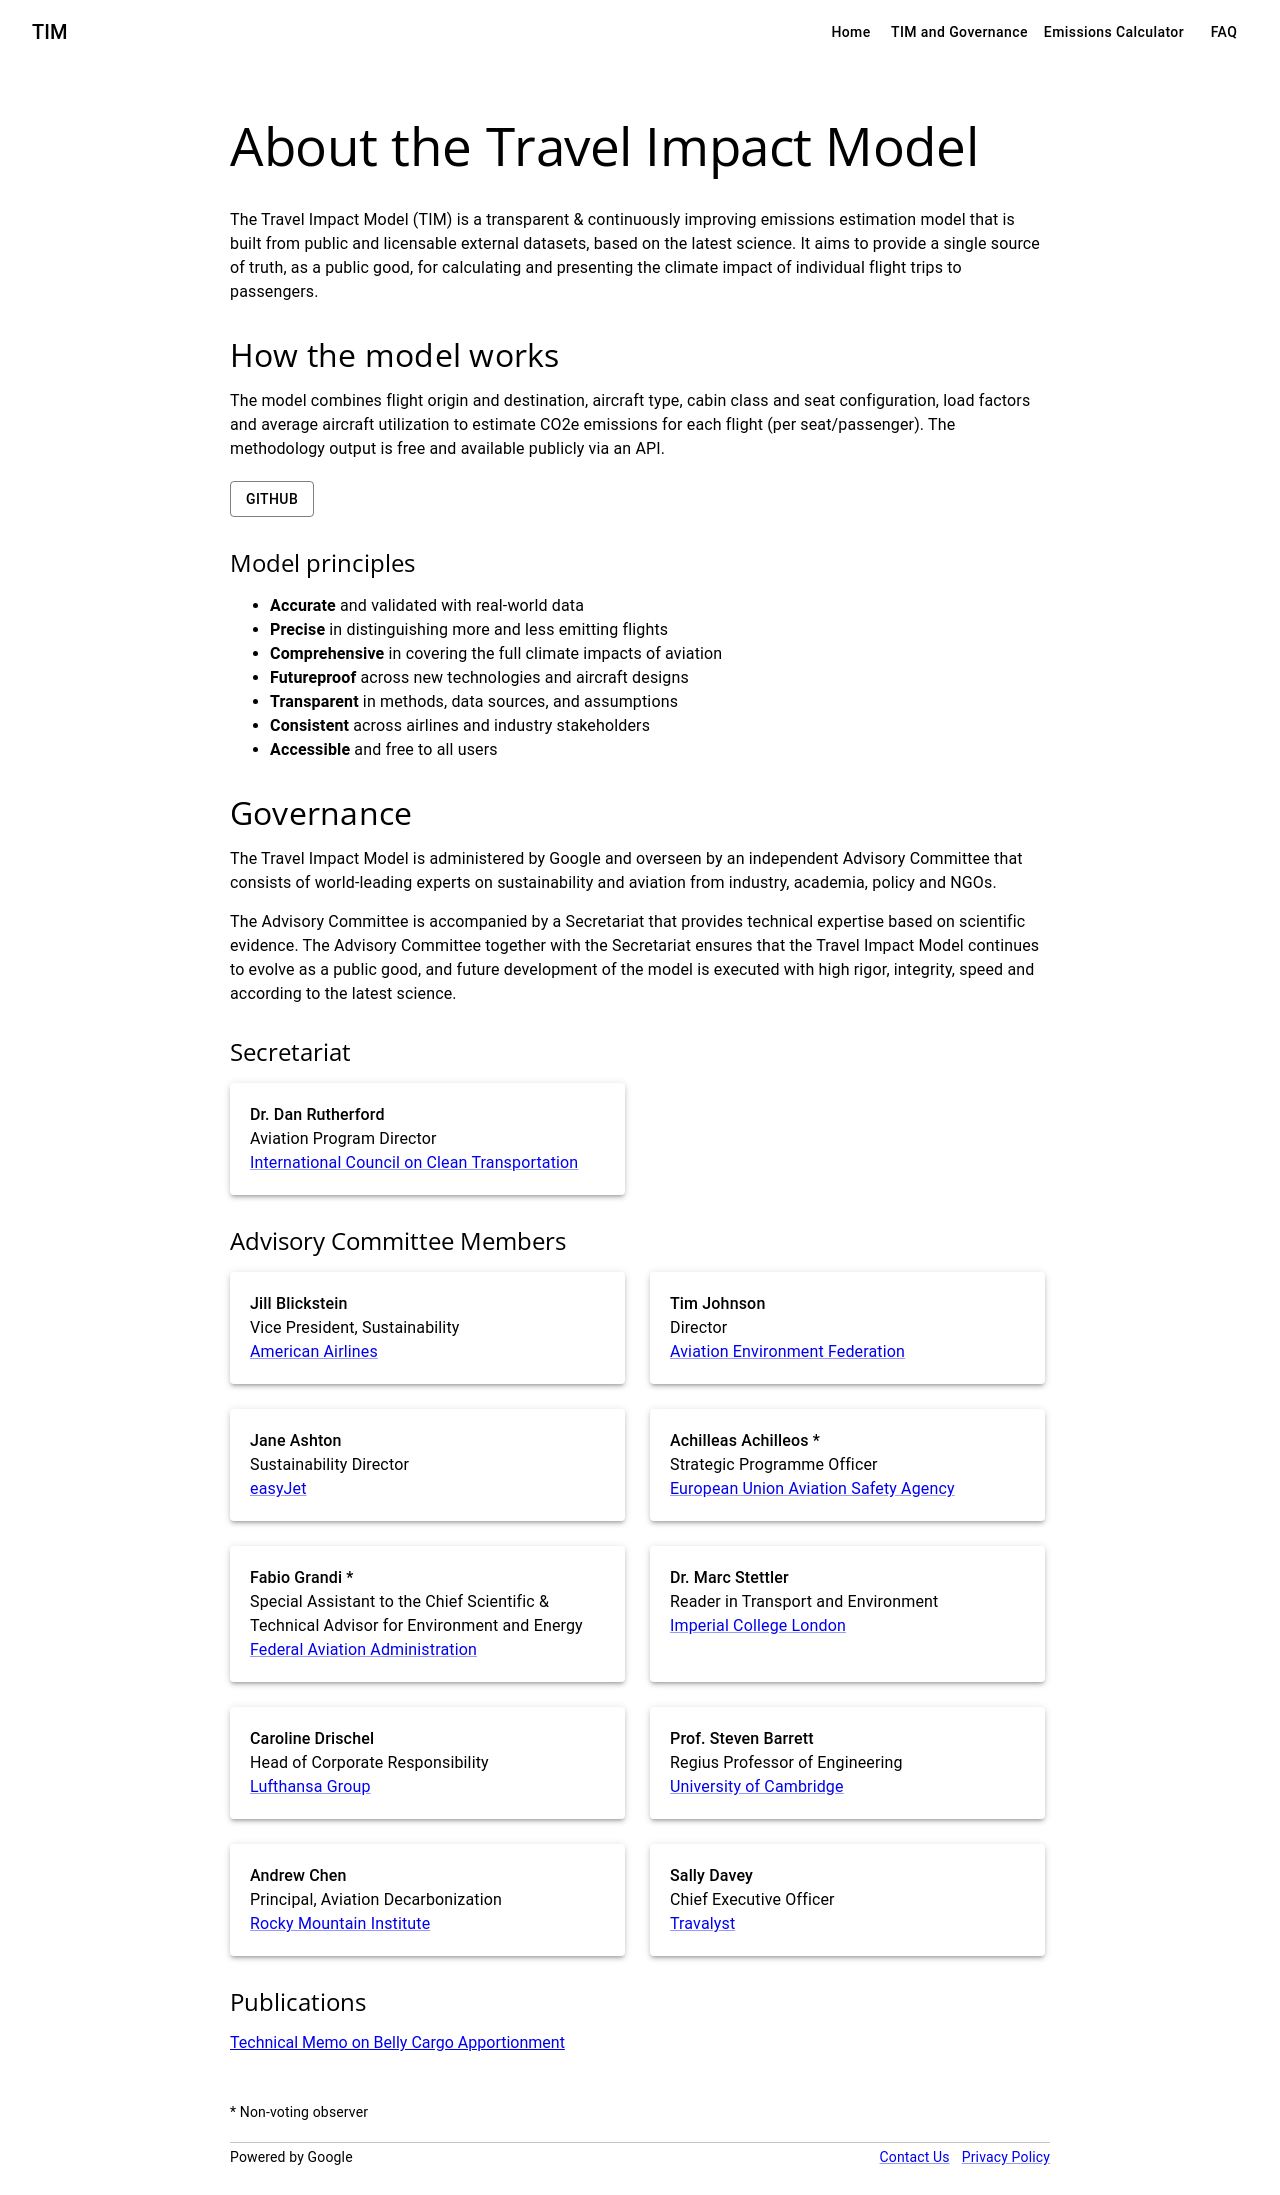 TIM
Home TIM and Governance Emissions Calculator FAQ
About the Travel Impact Model
The Travel Impact Model (TIM) is a transparent & continuously improving emissions estimation model that is
built from public and licensable external datasets, based on the latest science. It aims to provide a single source
of truth, as a public good, for calculating and presenting the climate impact of individual flight trips to
passengers.
How the model works
The model combines flight origin and destination, aircraft type, cabin class and seat configuration, load factors
and average aircraft utilization to estimate CO2e emissions for each flight (per seat/passenger). The
methodology output is free and available publicly via an API.
GITHUB
Model principles
• Accurate and validated with real-world data
• Precise in distinguishing more and less emitting flights
• Comprehensive in covering the full climate impacts of aviation
• Futureproof across new technologies and aircraft designs
• Transparent in methods, data sources, and assumptions
• Consistent across airlines and industry stakeholders
• Accessible and free to all users
Governance
The Travel Impact Model is administered by Google and overseen by an independent Advisory Committee that
consists of world-leading experts on sustainability and aviation from industry, academia, policy and NGOs.
The Advisory Committee is accompanied by a Secretariat that provides technical expertise based on scientific
evidence. The Advisory Committee together with the Secretariat ensures that the Travel Impact Model continues
to evolve as a public good, and future development of the model is executed with high rigor, integrity, speed and
according to the latest science.
Secretariat
Dr. Dan Rutherford
Aviation Program Director
International Council on Clean Transportation
Advisory Committee Members
Jill Blickstein
Vice President, Sustainability
American Airlines
Tim Johnson
Director
Aviation Environment Federation
Jane Ashton
Sustainability Director
easyJet
Achilleas Achilleos *
Strategic Programme Officer
European Union Aviation Safety Agency
Fabio Grandi *
Special Assistant to the Chief Scientific &
Technical Advisor for Environment and Energy
Federal Aviation Administration
Dr. Marc Stettler
Reader in Transport and Environment
Imperial College London
Caroline Drischel
Head of Corporate Responsibility
Lufthansa Group
Prof. Steven Barrett
Regius Professor of Engineering
University of Cambridge
Andrew Chen
Principal, Aviation Decarbonization
Rocky Mountain Institute
Sally Davey
Chief Executive Officer
Travalyst
Publications
Technical Memo on Belly Cargo Apportionment
* Non-voting observer
Powered by Google
Contact Us Privacy Policy